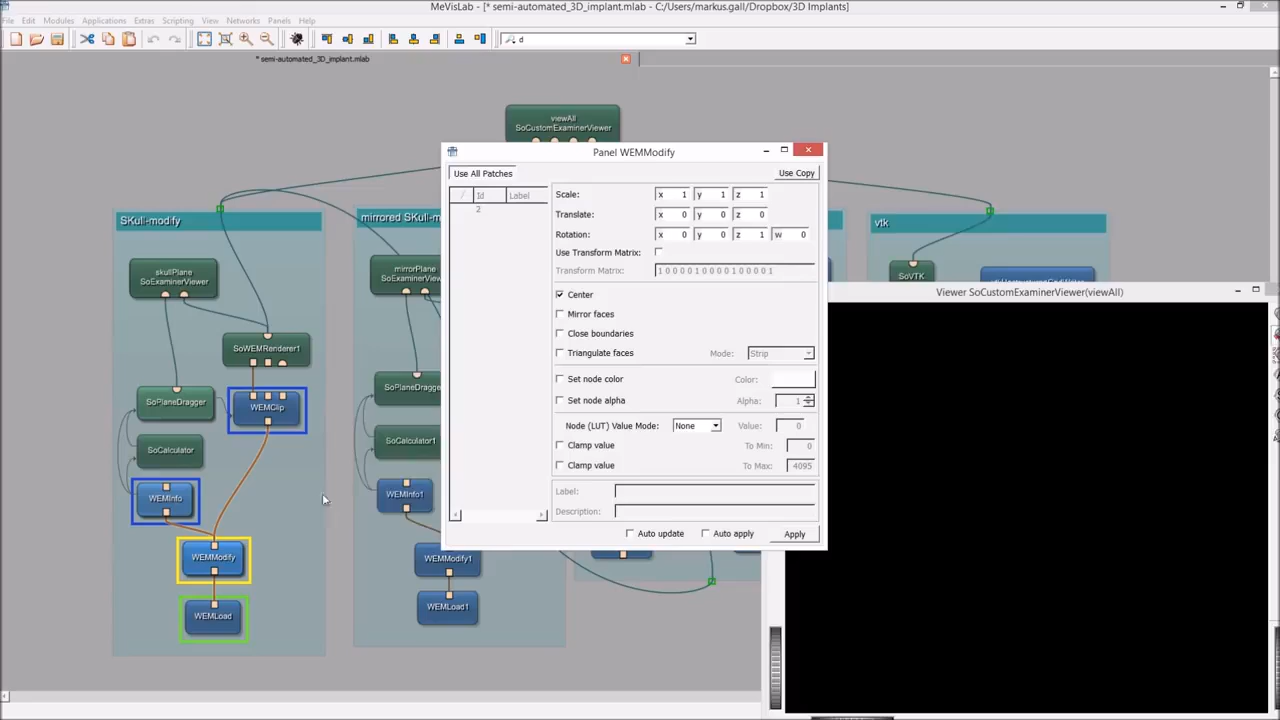 MeVisLab - [* semi-automated_3D_implant.mlab - C:/Users/markus.gall/Dropbox/3D Implants]
File Edit Modules Applications Extras Scripting View Networks Panels Help
d
* semi-automated_3D_implant.mlab
viewAll
SoCustomExaminerViewer
Panel WEMModify
Use All Patches
Use Copy
/ Id Label
2
Scale: x 1 y 1 z 1
Translate: x 0 y 0 z 0
Rotation: x 0 y 0 z 1 w 0
Use Transform Matrix:
Transform Matrix: 1 0 0 0 0 1 0 0 0 0 1 0 0 0 0 1
Center
Mirror faces
Close boundaries
Triangulate faces Mode: Strip
Set node color Color:
Set node alpha Alpha: 1
Node (LUT) Value Mode: None Value: 0
Clamp value To Min: 0
Clamp value To Max: 4095
Label:
Description:
Auto update Auto apply Apply
SKull-modify
skullPlane
SoExaminerViewer
SoWEMRenderer1
SoPlaneDragger
WEMClip
SoCalculator
WEMInfo
WEMModify
WEMLoad
mirrored SKull-m
mirrorPlane
SoExaminerView
SoPlaneDragger
SoCalculator1
WEMInfo1
WEMModify1
WEMLoad1
vtk
SoVTK
Viewer SoCustomExaminerViewer(viewAll)